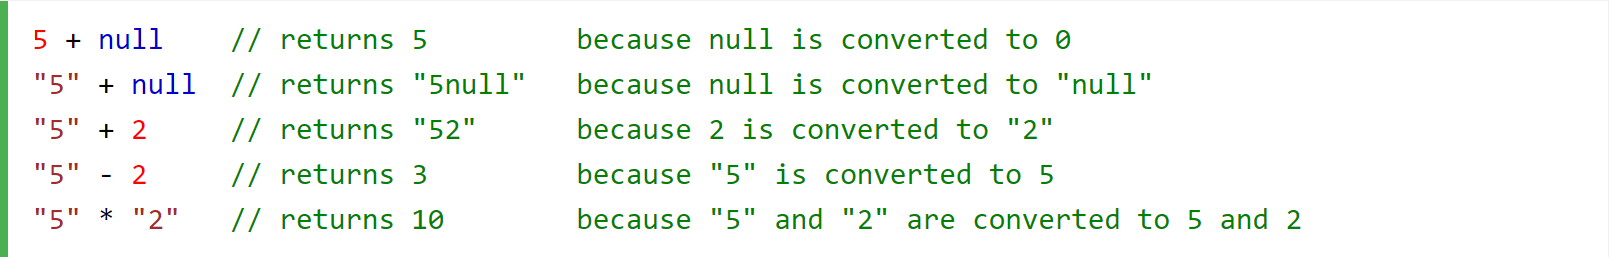 5 + null    // returns 5         because null is converted to 0
"5" + null  // returns "5null"   because null is converted to "null"
"5" + 2     // returns "52"      because 2 is converted to "2"
"5" - 2     // returns 3         because "5" is converted to 5
"5" * "2"   // returns 10        because "5" and "2" are converted to 5 and 2